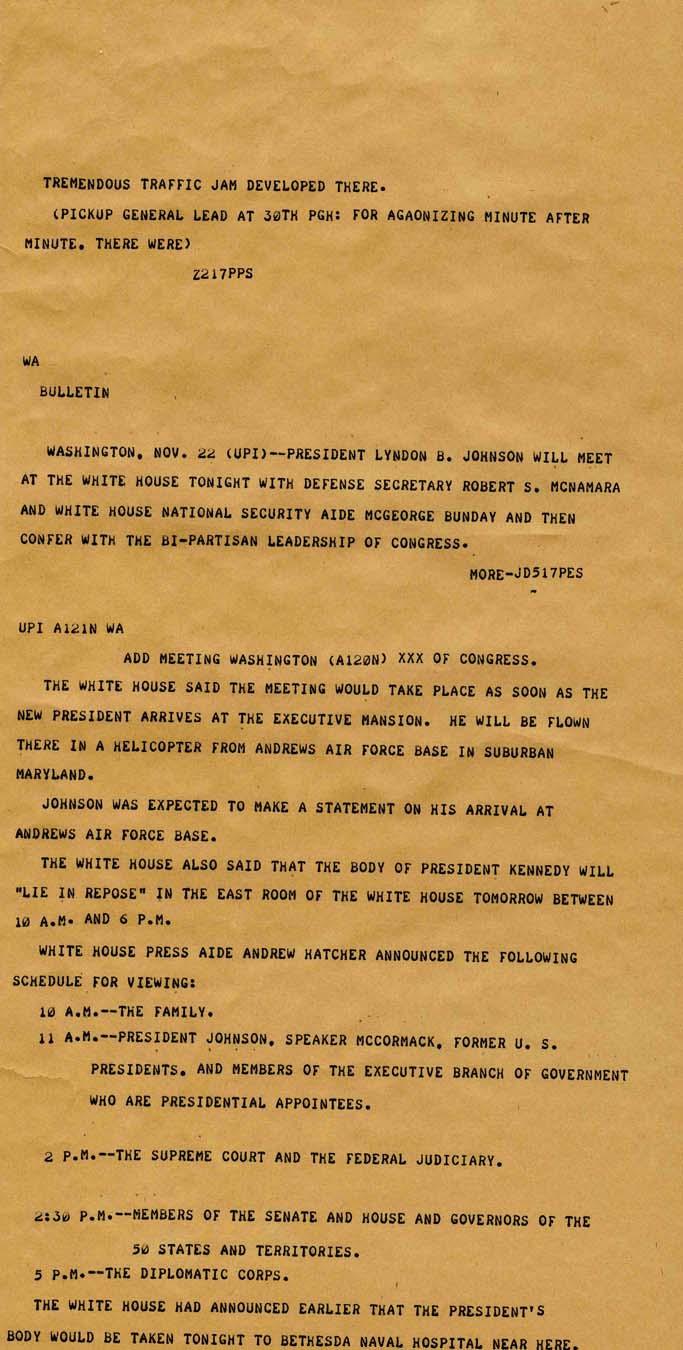 TREMENDOUS TRAFFIC JAM DEVELOPED THERE.
(PICKUP GENERAL LEAD AT 30TH PGH: FOR AGAONIZING MINUTE AFTER
MINUTE. THERE WERE)
Z217PPS
WA
BULLETIN
WASHINGTON, NOV. 22 (UPI)--PRESIDENT LYNDON B. JOHNSON WILL MEET
AT THE WHITE HOUSE TONIGHT WITH DEFENSE SECRETARY ROBERT S. MCNAMARA
AND WHITE HOUSE NATIONAL SECURITY AIDE MCGEORGE BUNDAY AND THEN
CONFER WITH THE BI-PARTISAN LEADERSHIP OF CONGRESS.
MORE-JD517PES
UPI A121N WA
ADD MEETING WASHINGTON (A120N) XXX OF CONGRESS.
THE WHITE HOUSE SAID THE MEETING WOULD TAKE PLACE AS SOON AS THE
NEW PRESIDENT ARRIVES AT THE EXECUTIVE MANSION. HE WILL BE FLOWN
THERE IN A HELICOPTER FROM ANDREWS AIR FORCE BASE IN SUBURBAN
MARYLAND.
JOHNSON WAS EXPECTED TO MAKE A STATEMENT ON HIS ARRIVAL AT
ANDREWS AIR FORCE BASE.
THE WHITE HOUSE ALSO SAID THAT THE BODY OF PRESIDENT KENNEDY WILL
"LIE IN REPOSE" IN THE EAST ROOM OF THE WHITE HOUSE TOMORROW BETWEEN
10 A.M. AND 6 P.M.
WHITE HOUSE PRESS AIDE ANDREW HATCHER ANNOUNCED THE FOLLOWING
SCHEDULE FOR VIEWING:
10 A.M.--THE FAMILY.
11 A.M.--PRESIDENT JOHNSON, SPEAKER MCCORMACK, FORMER U. S.
PRESIDENTS, AND MEMBERS OF THE EXECUTIVE BRANCH OF GOVERNMENT
WHO ARE PRESIDENTIAL APPOINTEES.
2 P.M.--THE SUPREME COURT AND THE FEDERAL JUDICIARY.
2:30 P.M.--MEMBERS OF THE SENATE AND HOUSE AND GOVERNORS OF THE
50 STATES AND TERRITORIES.
5 P.M.--THE DIPLOMATIC CORPS.
THE WHITE HOUSE HAD ANNOUNCED EARLIER THAT THE PRESIDENT'S
BODY WOULD BE TAKEN TONIGHT TO BETHESDA NAVAL HOSPITAL NEAR HERE.